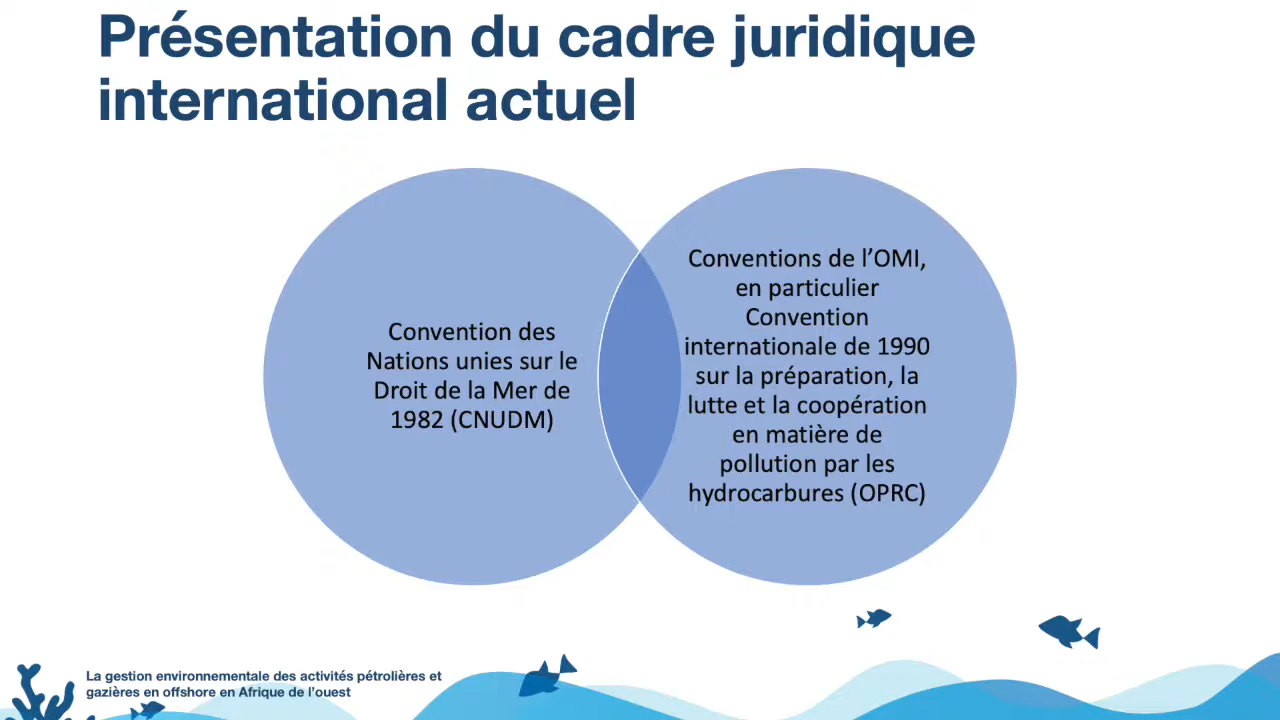 Présentation du cadre juridique
international actuel
Convention des
Nations unies sur le
Droit de la Mer de
1982 (CNUDM)
Conventions de l’OMI,
en particulier
Convention
internationale de 1990
sur la préparation, la
lutte et la coopération
en matière de
pollution par les
hydrocarbures (OPRC)
La gestion environnementale des activités pétrolières et
gazières en offshore en Afrique de l’ouest